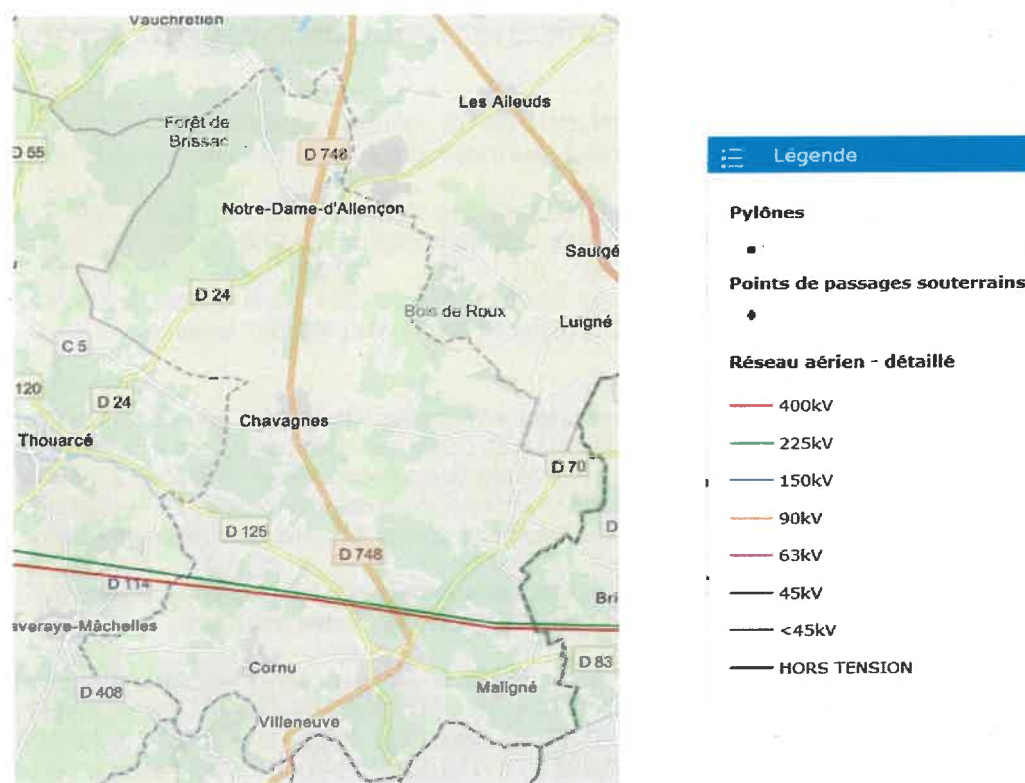 Vauchretien
Les Alleuds
Forêt de
Brissac
D 55
D 748
Notre-Dame-d'Allençon
Saulgé
D 24
Bois de Roux
Luigné
C 5
120
D 24
Chavagnes
Thouarcé
D 70
D 125
D
D 748
D 114
Bri
averaye-Mâchelles
Cornu
D 83
D 408
Maligné
Villeneuve
Légende
Pylônes
Points de passages souterrains
Réseau aérien - détaillé
400kV
225kV
150kV
90kV
63kV
45kV
<45kV
HORS TENSION